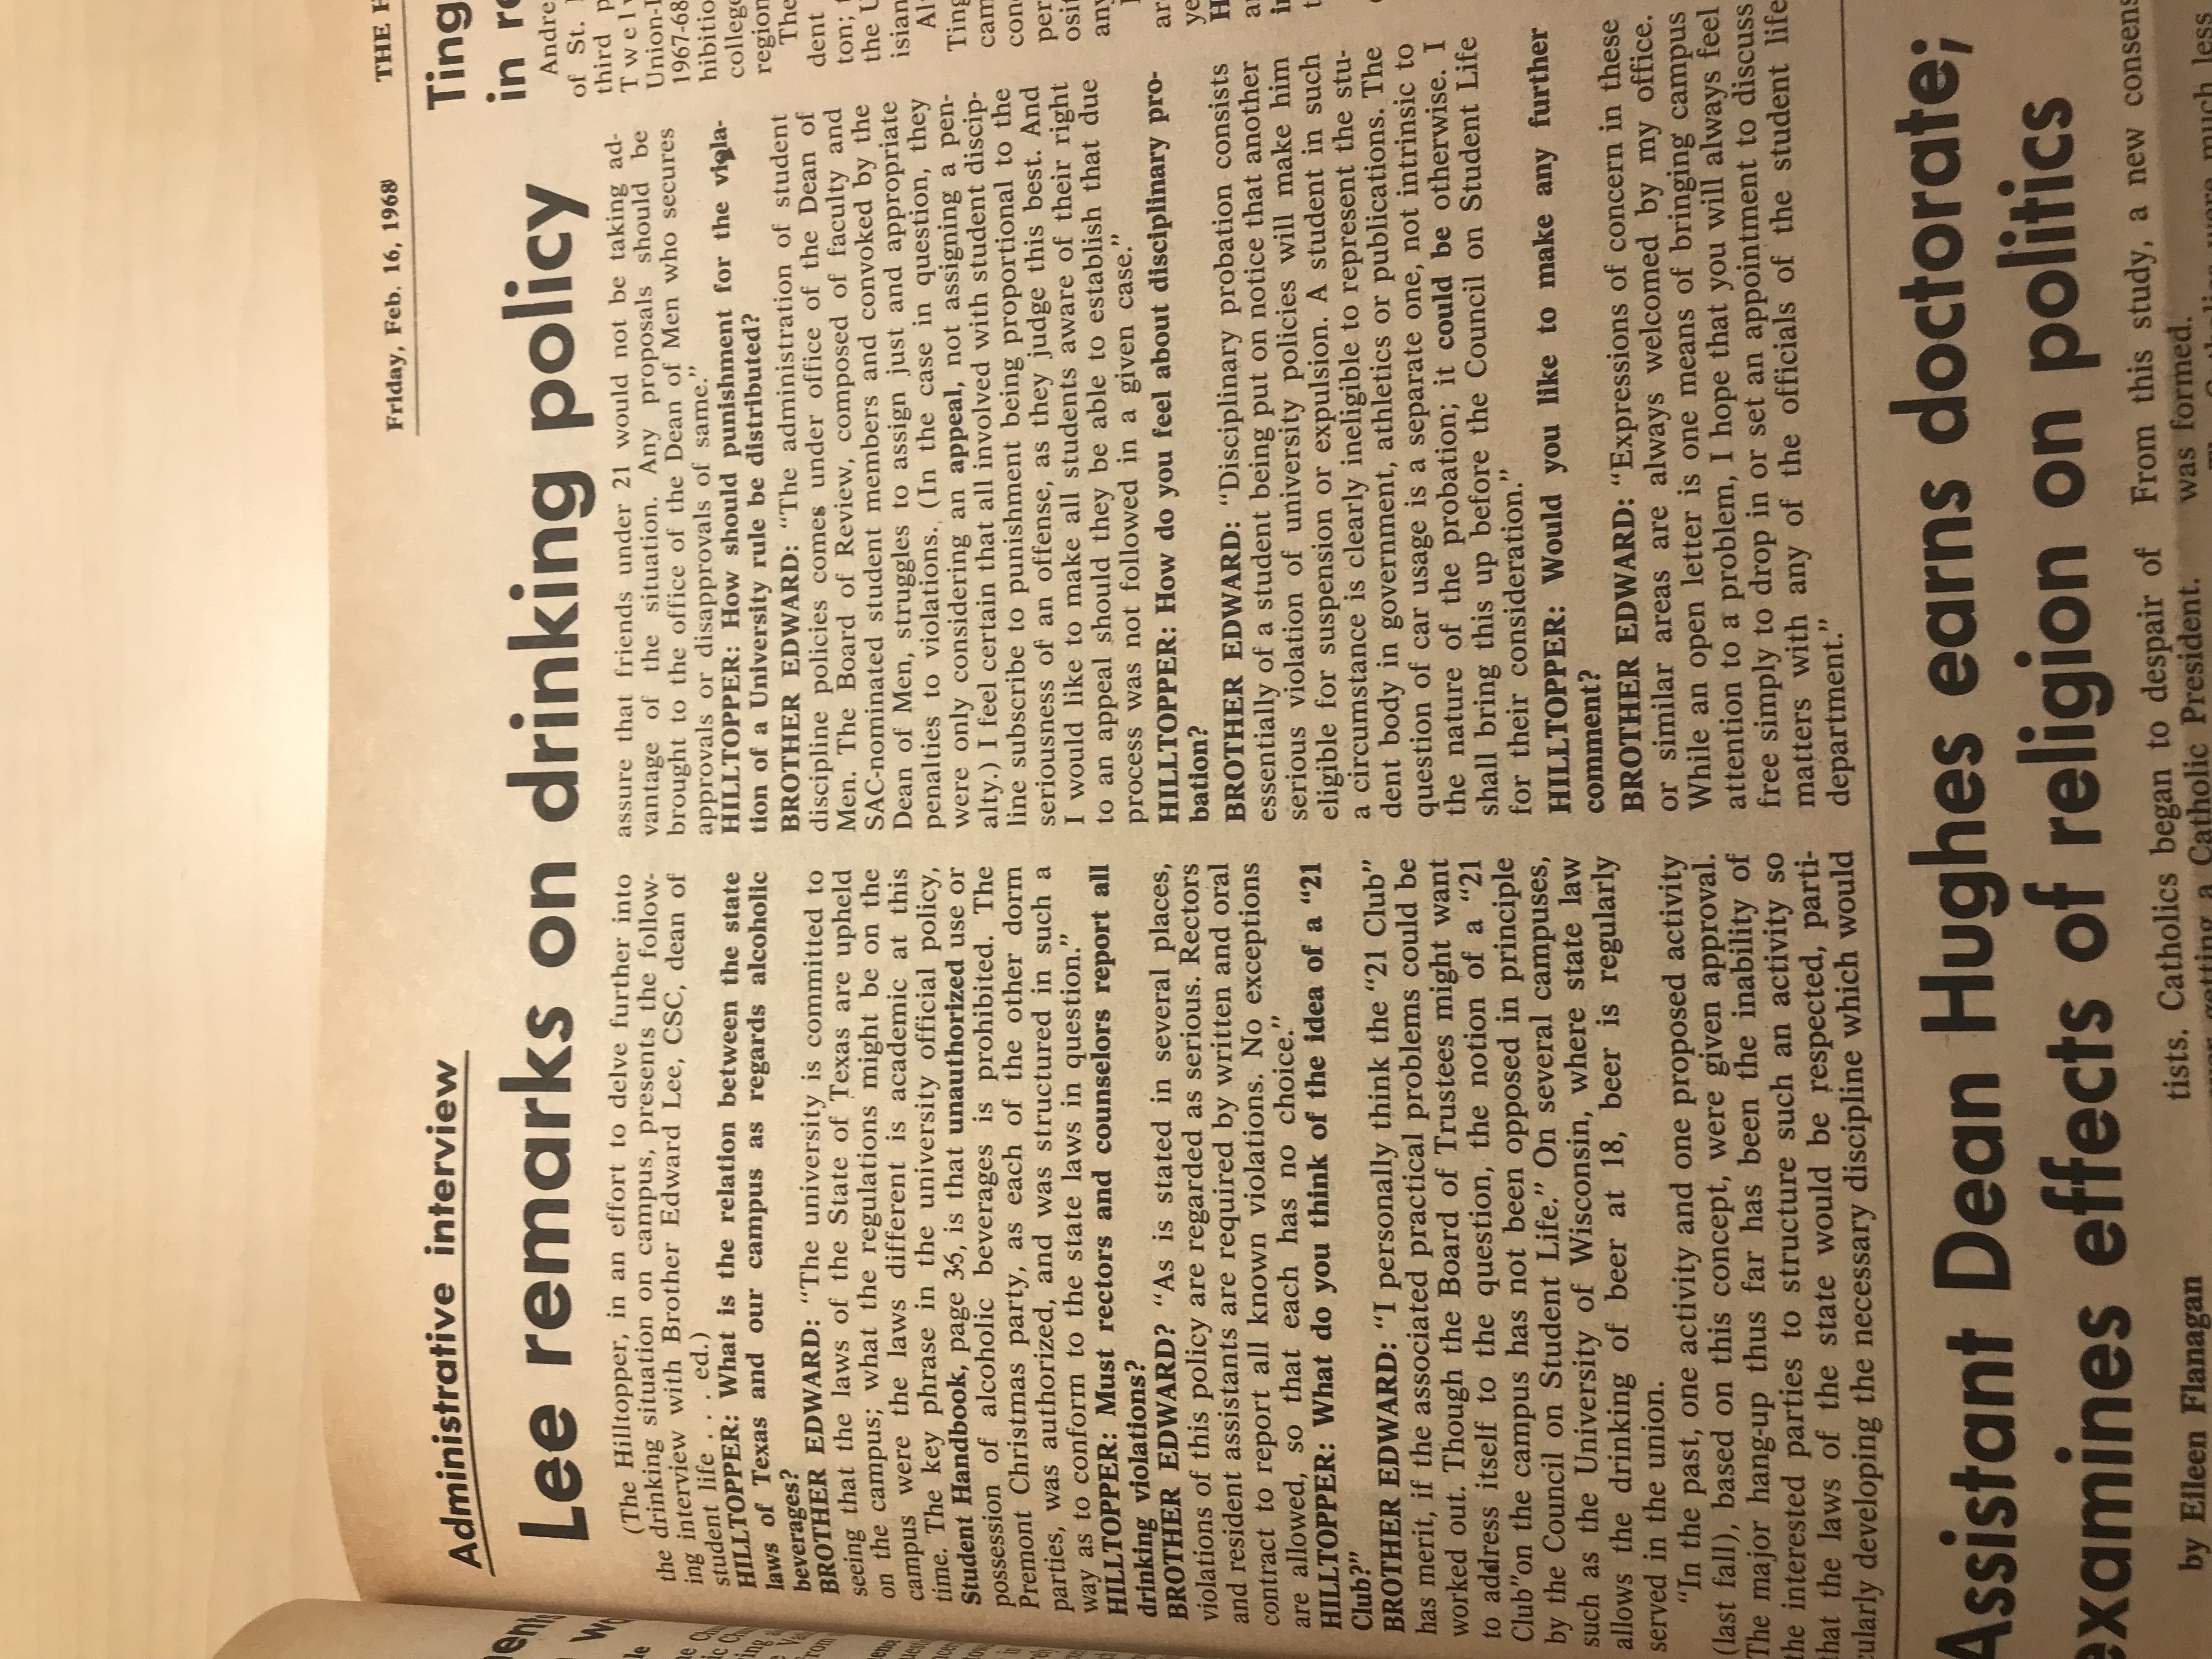 Friday, Feb. 16, 1968
THE
Administrative interview
Lee remarks on drinking policy
(The Hilltopper, in an effort to delve further into
the drinking situation on campus, presents the follow-
ing interview with Brother Edward Lee, CSC, dean of
student life . . . ed.)
HILLTOPPER: What is the relation between the state
laws of Texas and our campus as regards alcoholic
beverages?
BROTHER EDWARD: “The university is committed to
seeing that the laws of the State of Texas are upheld
on the campus; what the regulations might be on the
campus were the laws different is academic at this
time. The key phrase in the university official policy,
Student Handbook, page 36, is that unauthorized use or
possession of alcoholic beverages is prohibited. The
Premont Christmas party, as each of the other dorm
parties, was authorized, and was structured in such a
way as to conform to the state laws in question.”
HILLTOPPER: Must rectors and counselors report all
drinking violations?
BROTHER EDWARD? “As is stated in several places,
violations of this policy are regarded as serious. Rectors
and resident assistants are required by written and oral
contract to report all known violations. No exceptions
are allowed, so that each has no choice.”
HILLTOPPER: What do you think of the idea of a “21
Club?”
BROTHER EDWARD: “I personally think the “21 Club”
has merit, if the associated practical problems could be
worked out. Though the Board of Trustees might want
to address itself to the question, the notion of a “21
Club”on the campus has not been opposed in principle
by the Council on Student Life.” On several campuses,
such as the University of Wisconsin, where state law
allows the drinking of beer at 18, beer is regularly
served in the union.
“In the past, one activity and one proposed activity
(last fall), based on this concept, were given approval.
The major hang-up thus far has been the inability of
the interested parties to structure such an activity so
that the laws of the state would be respected, parti-
cularly developing the necessary discipline which would
assure that friends under 21 would not be taking ad-
vantage of the situation. Any proposals should be
brought to the office of the Dean of Men who secures
approvals or disapprovals of same.”
HILLTOPPER: How should punishment for the viola-
tion of a University rule be distributed?
BROTHER EDWARD: “The administration of student
discipline policies comes under office of the Dean of
Men. The Board of Review, composed of faculty and
SAC-nominated student members and convoked by the
Dean of Men, struggles to assign just and appropriate
penalties to violations. (In the case in question, they
were only considering an appeal, not assigning a pen-
alty.) I feel certain that all involved with student discip-
line subscribe to punishment being proportional to the
seriousness of an offense, as they judge this best. And
I would like to make all students aware of their right
to an appeal should they be able to establish that due
process was not followed in a given case.”
HILLTOPPER: How do you feel about disciplinary pro-
bation?
BROTHER EDWARD: “Disciplinary probation consists
essentially of a student being put on notice that another
serious violation of university policies will make him
eligible for suspension or expulsion. A student in such
a circumstance is clearly ineligible to represent the stu-
dent body in government, athletics or publications. The
question of car usage is a separate one, not intrinsic to
the nature of the probation; it could be otherwise. I
shall bring this up before the Council on Student Life
for their consideration.”
HILLTOPPER: Would you like to make any further
comment?
BROTHER EDWARD: “Expressions of concern in these
or similar areas are always welcomed by my office.
While an open letter is one means of bringing campus
attention to a problem, I hope that you will always feel
free simply to drop in or set an appointment to discuss
matters with any of the officials of the student life
department.”
Ting
in
Andre
of St.
third
Twel
Union-
1967-68
hibitio
college
region
The
dent
ton;
the U
isian
Al
Ting
cam
con
per
osit
any
Assistant Dean Hughes earns doctorate;
examines effects of religion on politics
by Eileen Flanagan
tists. Catholics began to despair of
ever getting a Catholic President.
From this study, a new consens
was formed.